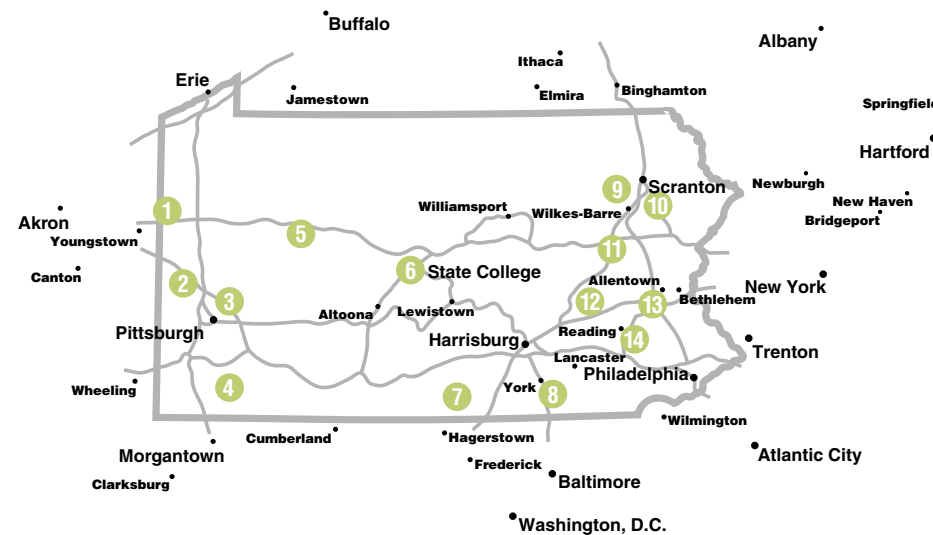 Buffalo
Albany
Ithaca
Erie
Jamestown
Elmira
Binghamton
Springfield
Hartford
9
Scranton
Newburgh
New Haven
Bridgeport
Akron
1
Williamsport
Wilkes-Barre
10
Youngstown
5
11
Canton
2
6
State College
Allentown
Bethlehem
New York
3
Altoona
Lewistown
12
13
Pittsburgh
Harrisburg
Reading
14
Trenton
Lancaster
Philadelphia
Wheeling
4
7
York
8
Wilmington
Cumberland
Hagerstown
Morgantown
Atlantic City
Frederick
Clarksburg
Baltimore
Washington, D.C.